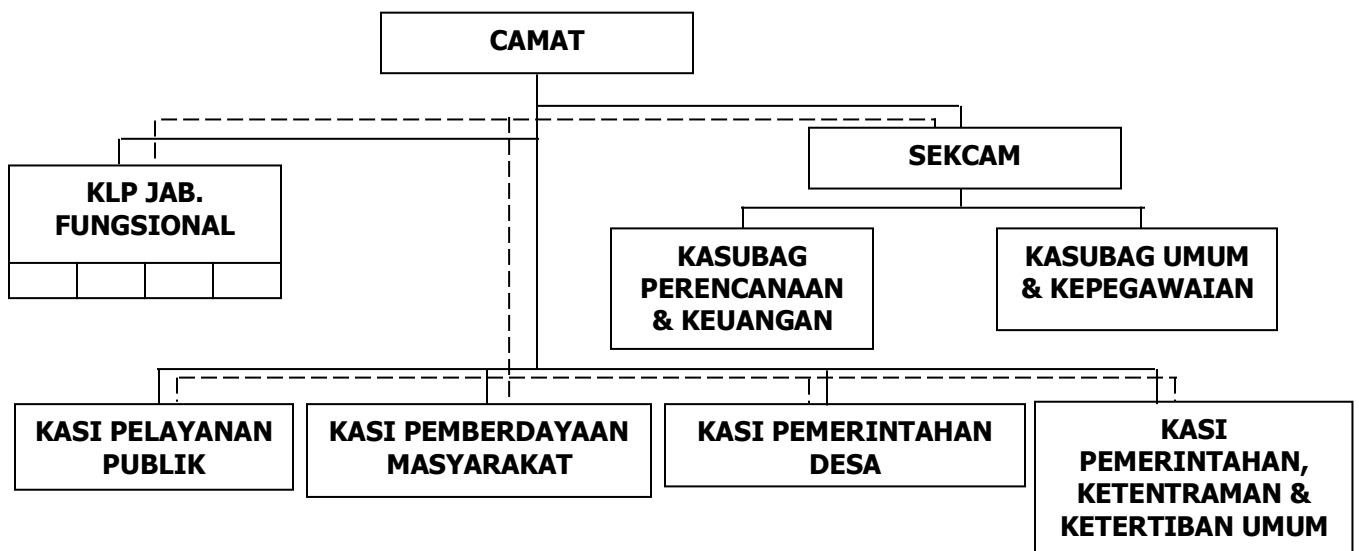 CAMAT
SEKCAM
KLP JAB.
FUNGSIONAL
KASUBAG
PERENCANAAN
& KEUANGAN
KASUBAG UMUM
& KEPEGAWAIAN
KASI PELAYANAN
PUBLIK
KASI PEMBERDAYAAN
MASYARAKAT
KASI PEMERINTAHAN
DESA
KASI
PEMERINTAHAN,
KETENTRAMAN &
KETERTIBAN UMUM